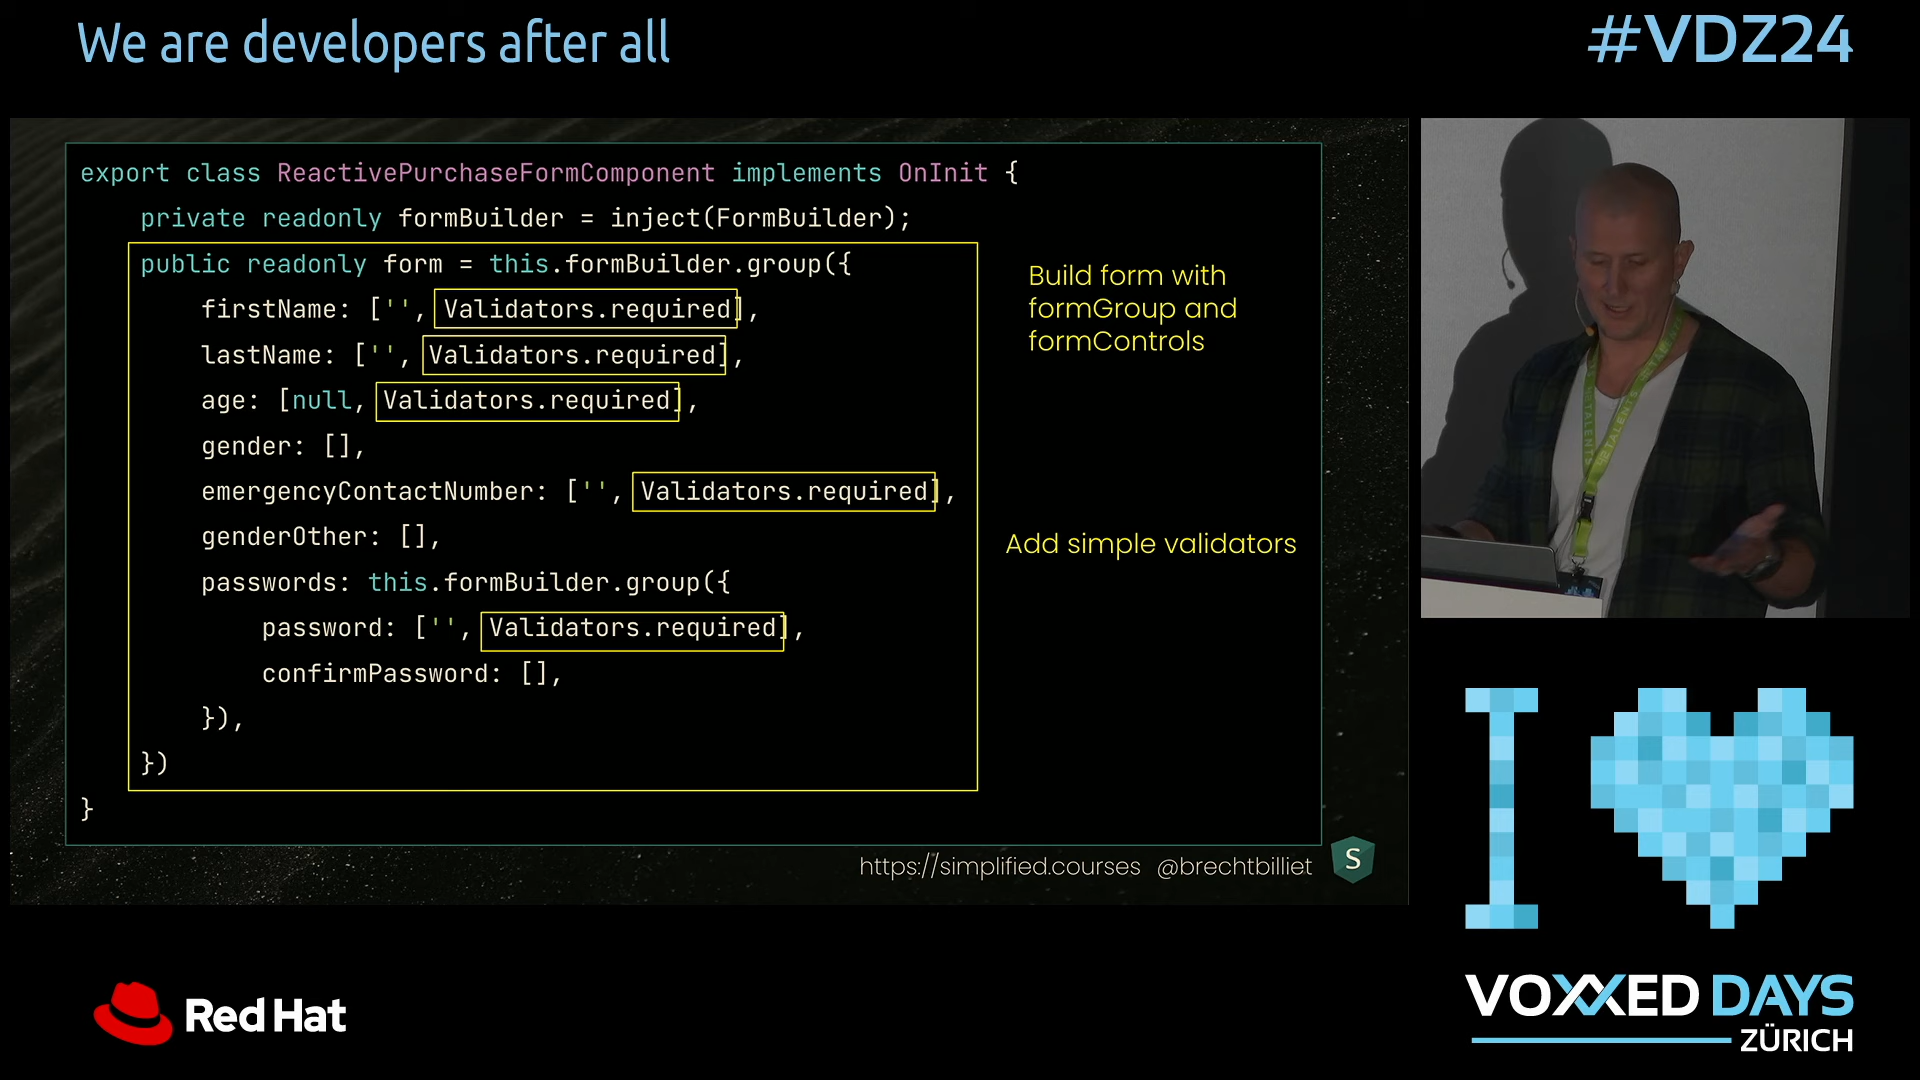 We are developers after all
#VDZ24
export class ReactivePurchaseFormComponent implements OnInit {
private readonly formBuilder = inject(FormBuilder);
public readonly form = this.formBuilder.group({
firstName: ['', Validators.required],
lastName: ['', Validators.required],
age: [null, Validators.required],
gender: [],
emergencyContactNumber: ['', Validators.required],
genderOther: [],
passwords: this.formBuilder.group({
password: ['', Validators.required],
confirmPassword: [],
}),
})
}
Build form with
formGroup and
formControls
Add simple validators
https://simplified.courses @brechtbilliet
S
I
Red Hat
VOXXED DAYS
ZÜRICH